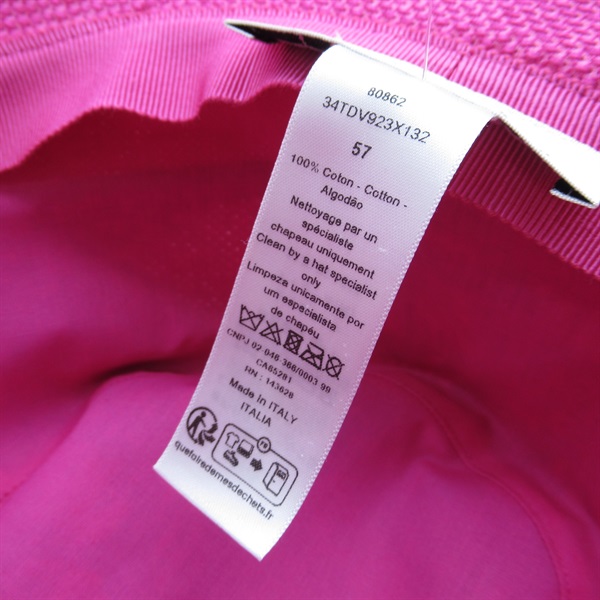 80862
34TDV923X132
57
100% Coton - Cotton -
Algodão
Nettoyage par un
spécialiste
chapeau uniquement
Clean by a hat specialist
only
Limpeza unicamente por
um especialista
de chapéu
CNPJ 02 046 368/0003 99
CA65281
RN : 143628
Made in ITALY
ITALIA
FR
quefairedemesdechets.fr